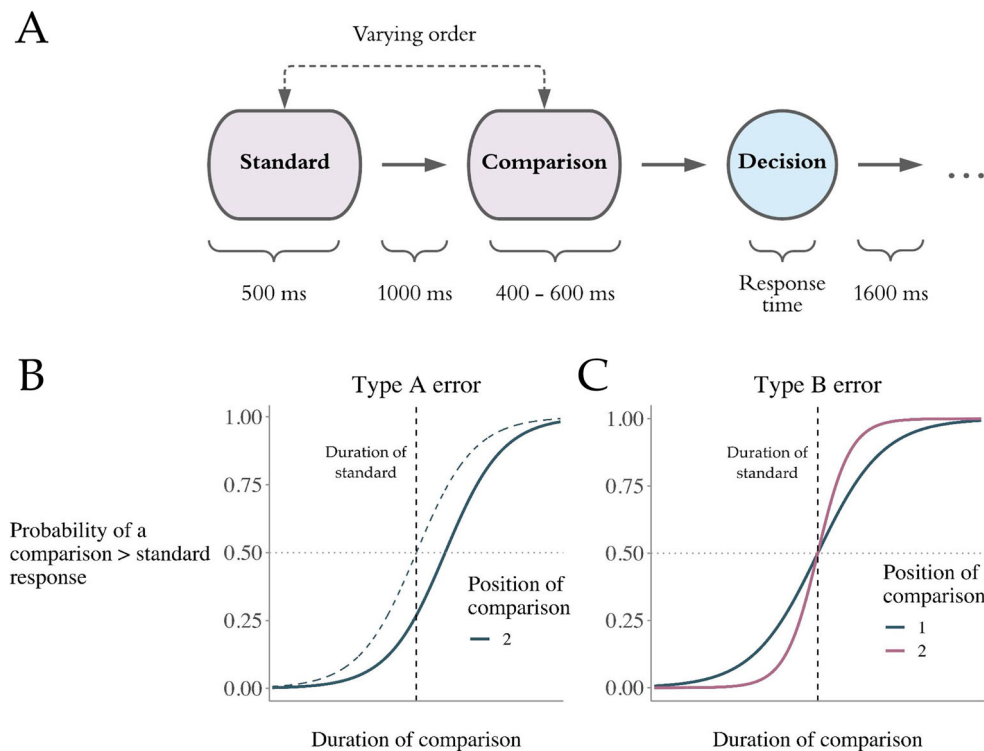 A
Varying order
Standard
Comparison
Decision
...
500 ms
1000 ms
400 – 600 ms
Response
time
1600 ms
B
Type A error
1.00
0.75
0.50
0.25
0.00
Duration of
standard
Probability of a
comparison > standard
response
Position of
comparison
2
Duration of comparison
C
Type B error
1.00
0.75
0.50
0.25
0.00
Duration of
standard
Position of
comparison
1
2
Duration of comparison